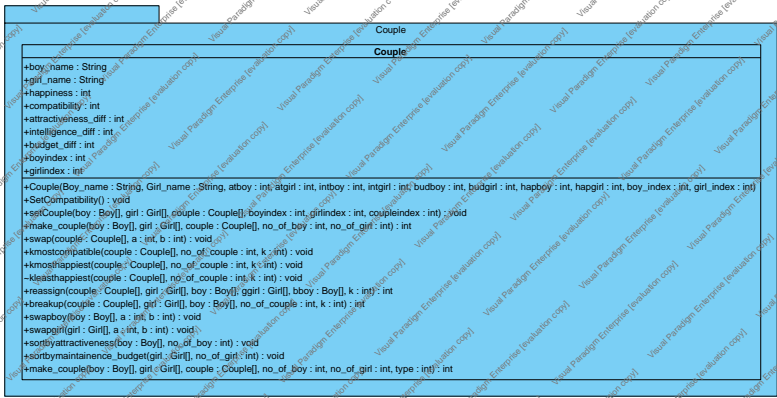 Couple
Couple
+boy_name : String
+girl_name : String
+happiness : int
+compatibility : int
+attractiveness_diff : int
+intelligence_diff : int
+budget_diff : int
+boyindex : int
+girlindex : int
+Couple(Boy_name : String, Girl_name : String, atboy : int, atgirl : int, intboy : int, intgirl : int, budboy : int, budgirl : int, hapboy : int, hapgirl : int, boy_index : int, girl_index : int)
+SetCompatibility() : void
+setCouple(boy : Boy[], girl : Girl[], couple : Couple[], boyindex : int, girlindex : int, coupleindex : int) : void
+make_couple(boy : Boy[], girl : Girl[], couple : Couple[], no_of_boy : int, no_of_girl : int) : int
+swap(couple : Couple[], a : int, b : int) : void
+kmostcompatible(couple : Couple[], no_of_couple : int, k : int) : void
+kmosthappiest(couple : Couple[], no_of_couple : int, k : int) : void
+kleasthappiest(couple : Couple[], no_of_couple : int, k : int) : void
+reassign(couple : Couple[], girl : Girl[], boy : Boy[], ggirl : Girl[], bboy : Boy[], k : int) : int
+breakup(couple : Couple[], girl : Girl[], boy : Boy[], no_of_couple : int, k : int) : int
+swapboy(boy : Boy[], a : int, b : int) : void
+swapgirl(girl : Girl[], a : int, b : int) : void
+sortbyattractiveness(boy : Boy[], no_of_boy : int) : void
+sortbymaintainence_budget(girl : Girl[], no_of_girl : int) : void
+make_couple(boy : Boy[], girl : Girl[], couple : Couple[], no_of_boy : int, no_of_girl : int, type : int) : int
Visual Paradigm Enterprise [evaluation copy]